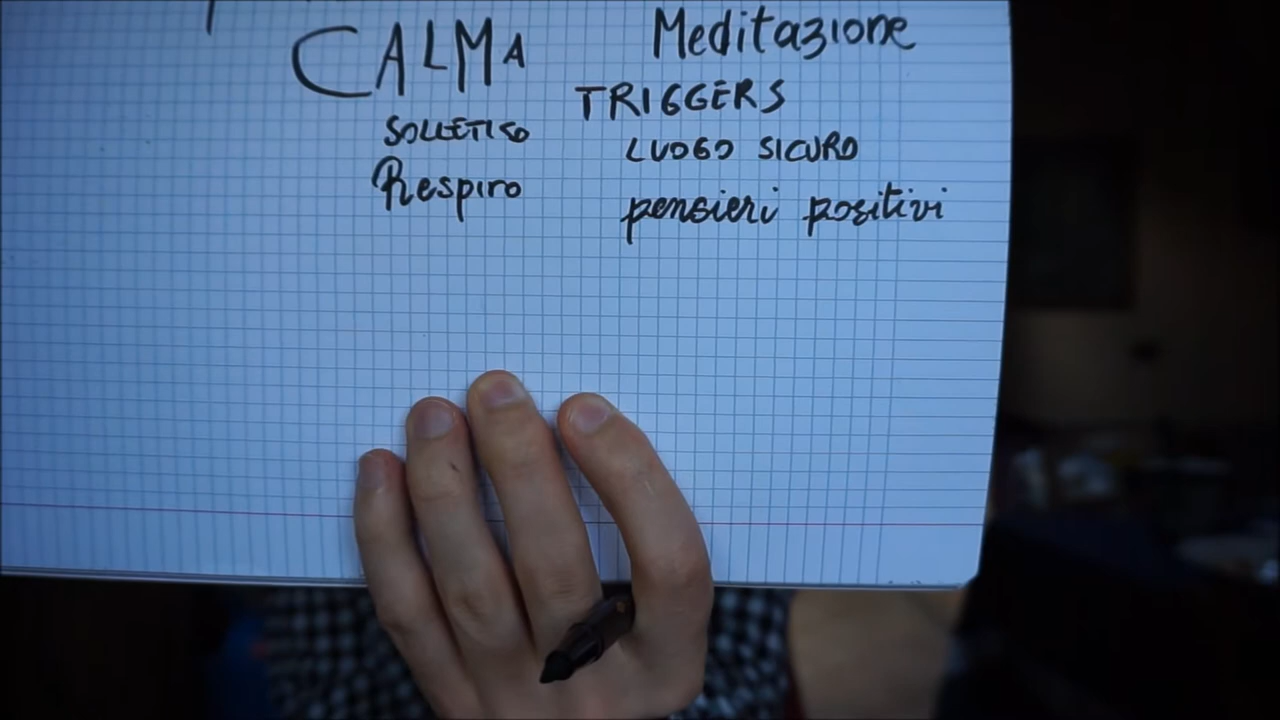 CALMA
SOLLETICO
Respiro
Meditazione
TRIGGERS
LUOGO SICURO
pensieri positivi